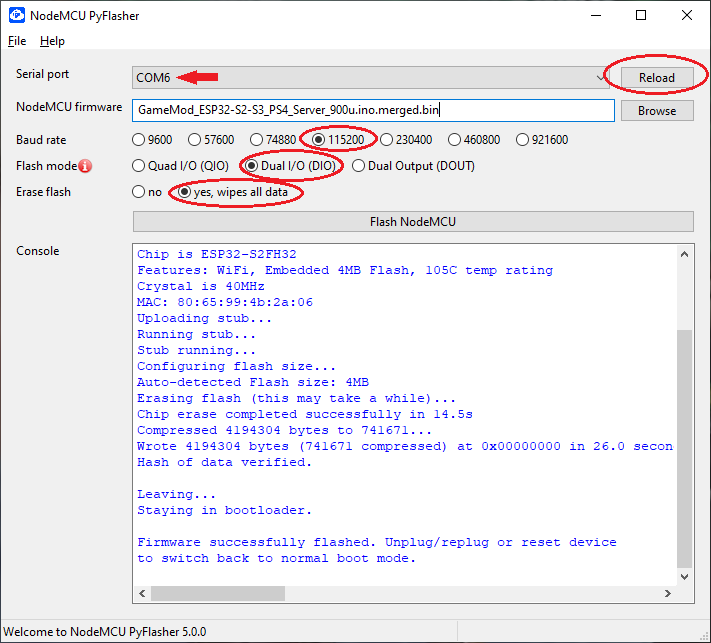 NodeMCU PyFlasher
File Help
Serial port COM6 Reload
NodeMCU firmware GameMod_ESP32-S2-S3_PS4_Server_900u.ino.merged.bin Browse
Baud rate 9600 57600 74880 115200 230400 460800 921600
Flash mode Quad I/O (QIO) Dual I/O (DIO) Dual Output (DOUT)
Erase flash no yes, wipes all data
Flash NodeMCU
Console
Chip is ESP32-S2FH32
Features: WiFi, Embedded 4MB Flash, 105C temp rating
Crystal is 40MHz
MAC: 80:65:99:4b:2a:06
Uploading stub...
Running stub...
Stub running...
Configuring flash size...
Auto-detected Flash size: 4MB
Erasing flash (this may take a while)...
Chip erase completed successfully in 14.5s
Compressed 4194304 bytes to 741671...
Wrote 4194304 bytes (741671 compressed) at 0x00000000 in 26.0 secon
Hash of data verified.
Leaving...
Staying in bootloader.
Firmware successfully flashed. Unplug/replug or reset device
to switch back to normal boot mode.
Welcome to NodeMCU PyFlasher 5.0.0